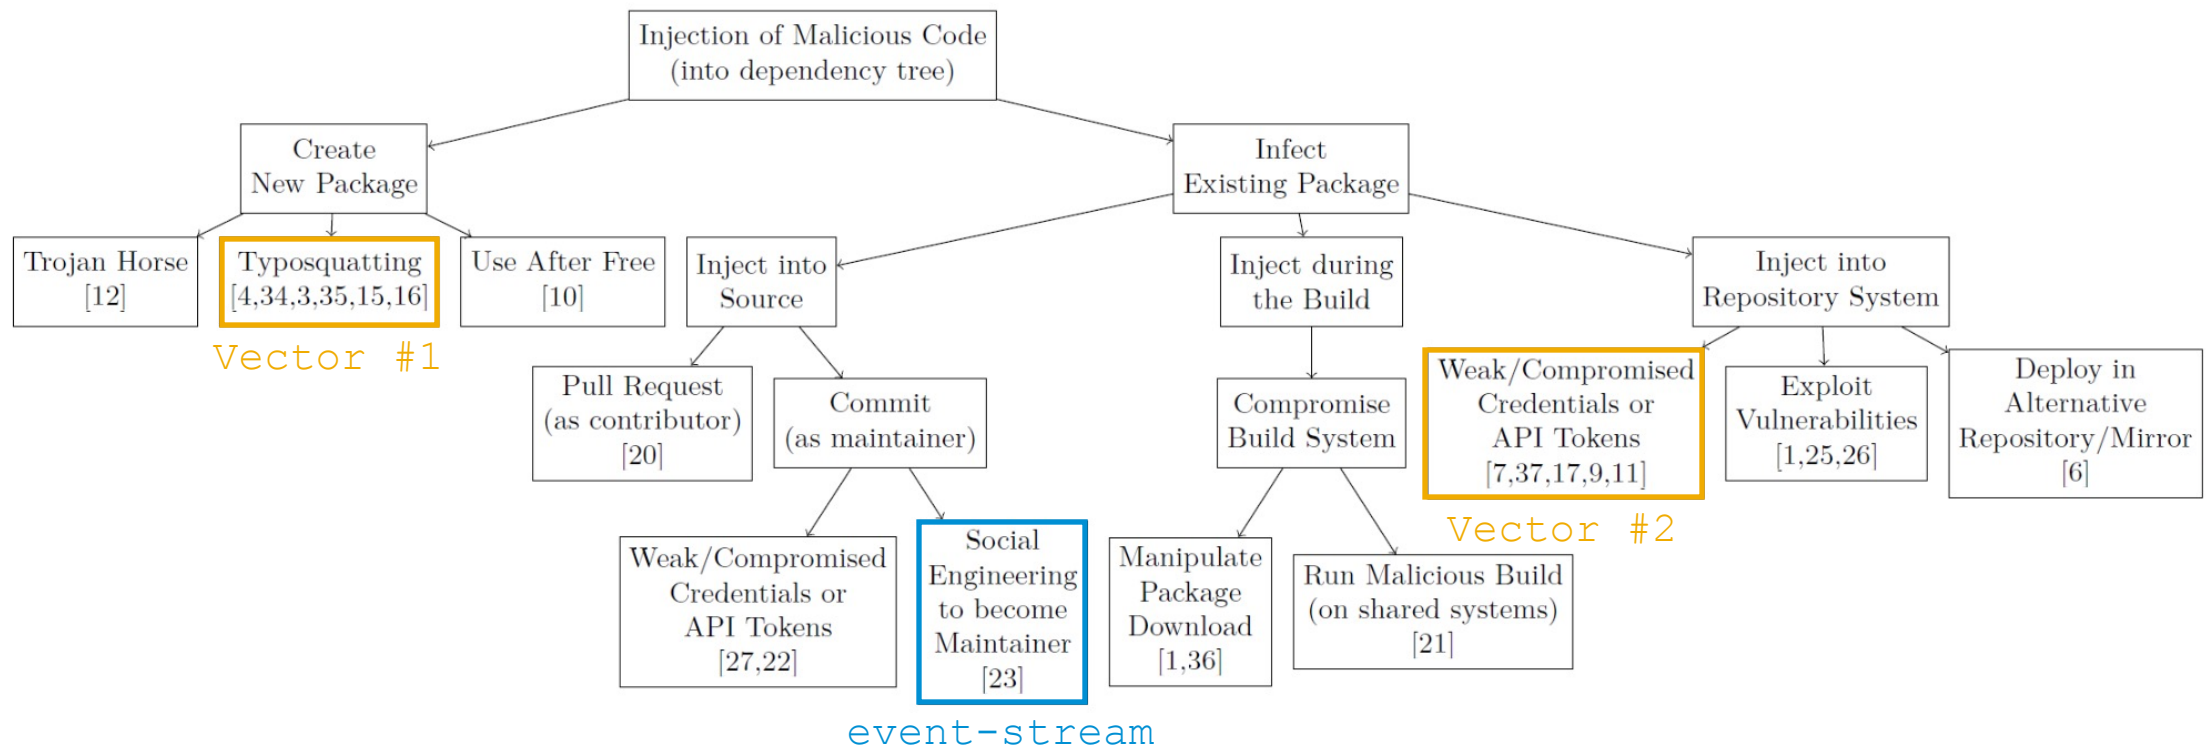 Injection of Malicious Code
(into dependency tree)
Create
New Package
Infect
Existing Package
Trojan Horse
[12]
Typosquatting
[4,34,3,35,15,16]
Vector #1
Use After Free
[10]
Inject into
Source
Inject during
the Build
Inject into
Repository System
Pull Request
(as contributor)
[20]
Commit
(as maintainer)
Compromise
Build System
Weak/Compromised
Credentials or
API Tokens
[7,37,17,9,11]
Vector #2
Exploit
Vulnerabilities
[1,25,26]
Deploy in
Alternative
Repository/Mirror
[6]
Weak/Compromised
Credentials or
API Tokens
[27,22]
Social
Engineering
to become
Maintainer
[23]
event-stream
Manipulate
Package
Download
[1,36]
Run Malicious Build
(on shared systems)
[21]